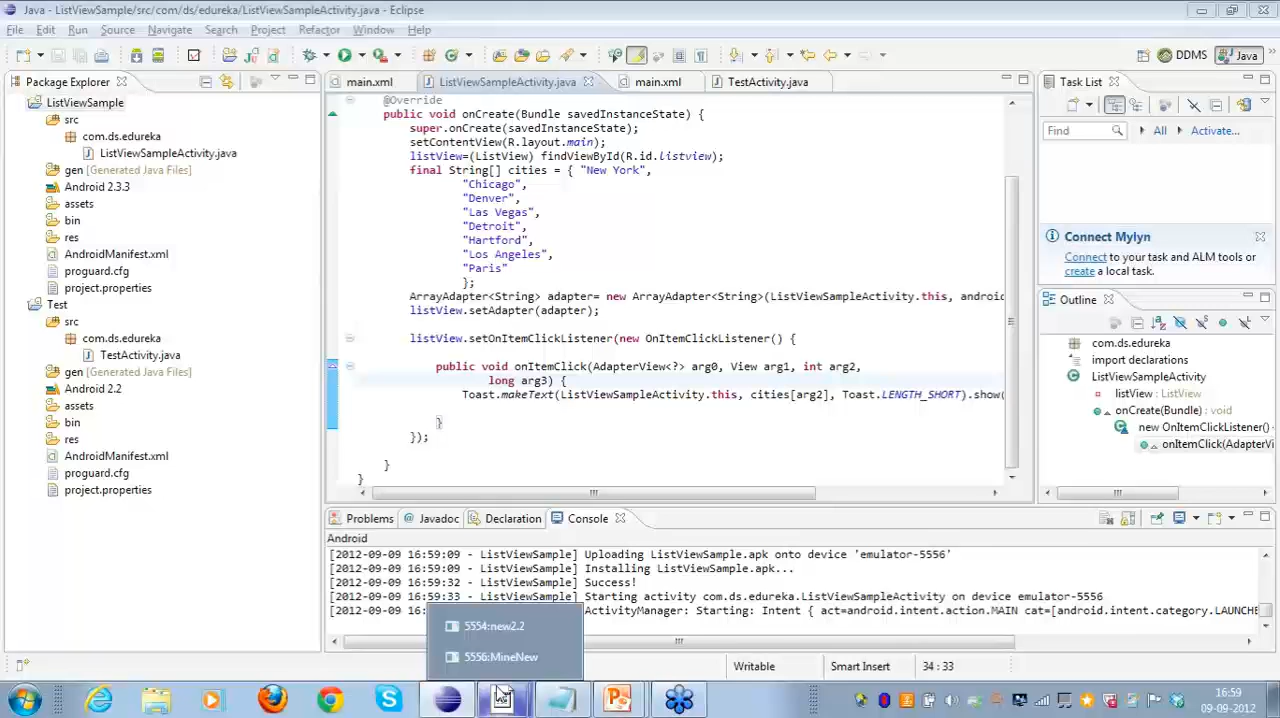 Java - ListViewSample/src/com/ds/edureka/ListViewSampleActivity.java - Eclipse
File Edit Run Source Navigate Search Project Refactor Window Help
DDMS Java
Package Explorer
main.xml ListViewSampleActivity.java main.xml TestActivity.java
Task List
ListViewSample
src
com.ds.edureka
ListViewSampleActivity.java
gen [Generated Java Files]
Android 2.3.3
assets
bin
res
AndroidManifest.xml
proguard.cfg
project.properties
Test
src
com.ds.edureka
TestActivity.java
gen [Generated Java Files]
Android 2.2
assets
bin
res
AndroidManifest.xml
proguard.cfg
project.properties
@Override
public void onCreate(Bundle savedInstanceState) {
super.onCreate(savedInstanceState);
setContentView(R.layout.main);
listView=(ListView) findViewById(R.id.listview);
final String[] cities = { "New York",
"Chicago",
"Denver",
"Las Vegas",
"Detroit",
"Hartford",
"Los Angeles",
"Paris"
};
ArrayAdapter<String> adapter= new ArrayAdapter<String>(ListViewSampleActivity.this, android
listView.setAdapter(adapter);
listView.setOnItemClickListener(new OnItemClickListener() {
public void onItemClick(AdapterView<?> arg0, View arg1, int arg2,
long arg3) {
Toast.makeText(ListViewSampleActivity.this, cities[arg2], Toast.LENGTH_SHORT).show(
}
});
}
}
Find All Activate...
Connect Mylyn
Connect to your task and ALM tools or
create a local task.
Outline
com.ds.edureka
import declarations
ListViewSampleActivity
listView : ListView
onCreate(Bundle) : void
new OnItemClickListener()
onItemClick(AdapterVi
Problems Javadoc Declaration Console
Android
[2012-09-09 16:59:09 - ListViewSample] Uploading ListViewSample.apk onto device 'emulator-5556'
[2012-09-09 16:59:09 - ListViewSample] Installing ListViewSample.apk...
[2012-09-09 16:59:32 - ListViewSample] Success!
[2012-09-09 16:59:33 - ListViewSample] Starting activity com.ds.edureka.ListViewSampleActivity on device emulator-5556
[2012-09-09 16:59 ActivityManager: Starting: Intent { act=android.intent.action.MAIN cat=[android.intent.category.LAUNCHE
5554:new2.2
5556:MineNew
Writable Smart Insert 34 : 33
16:59
09-09-2012